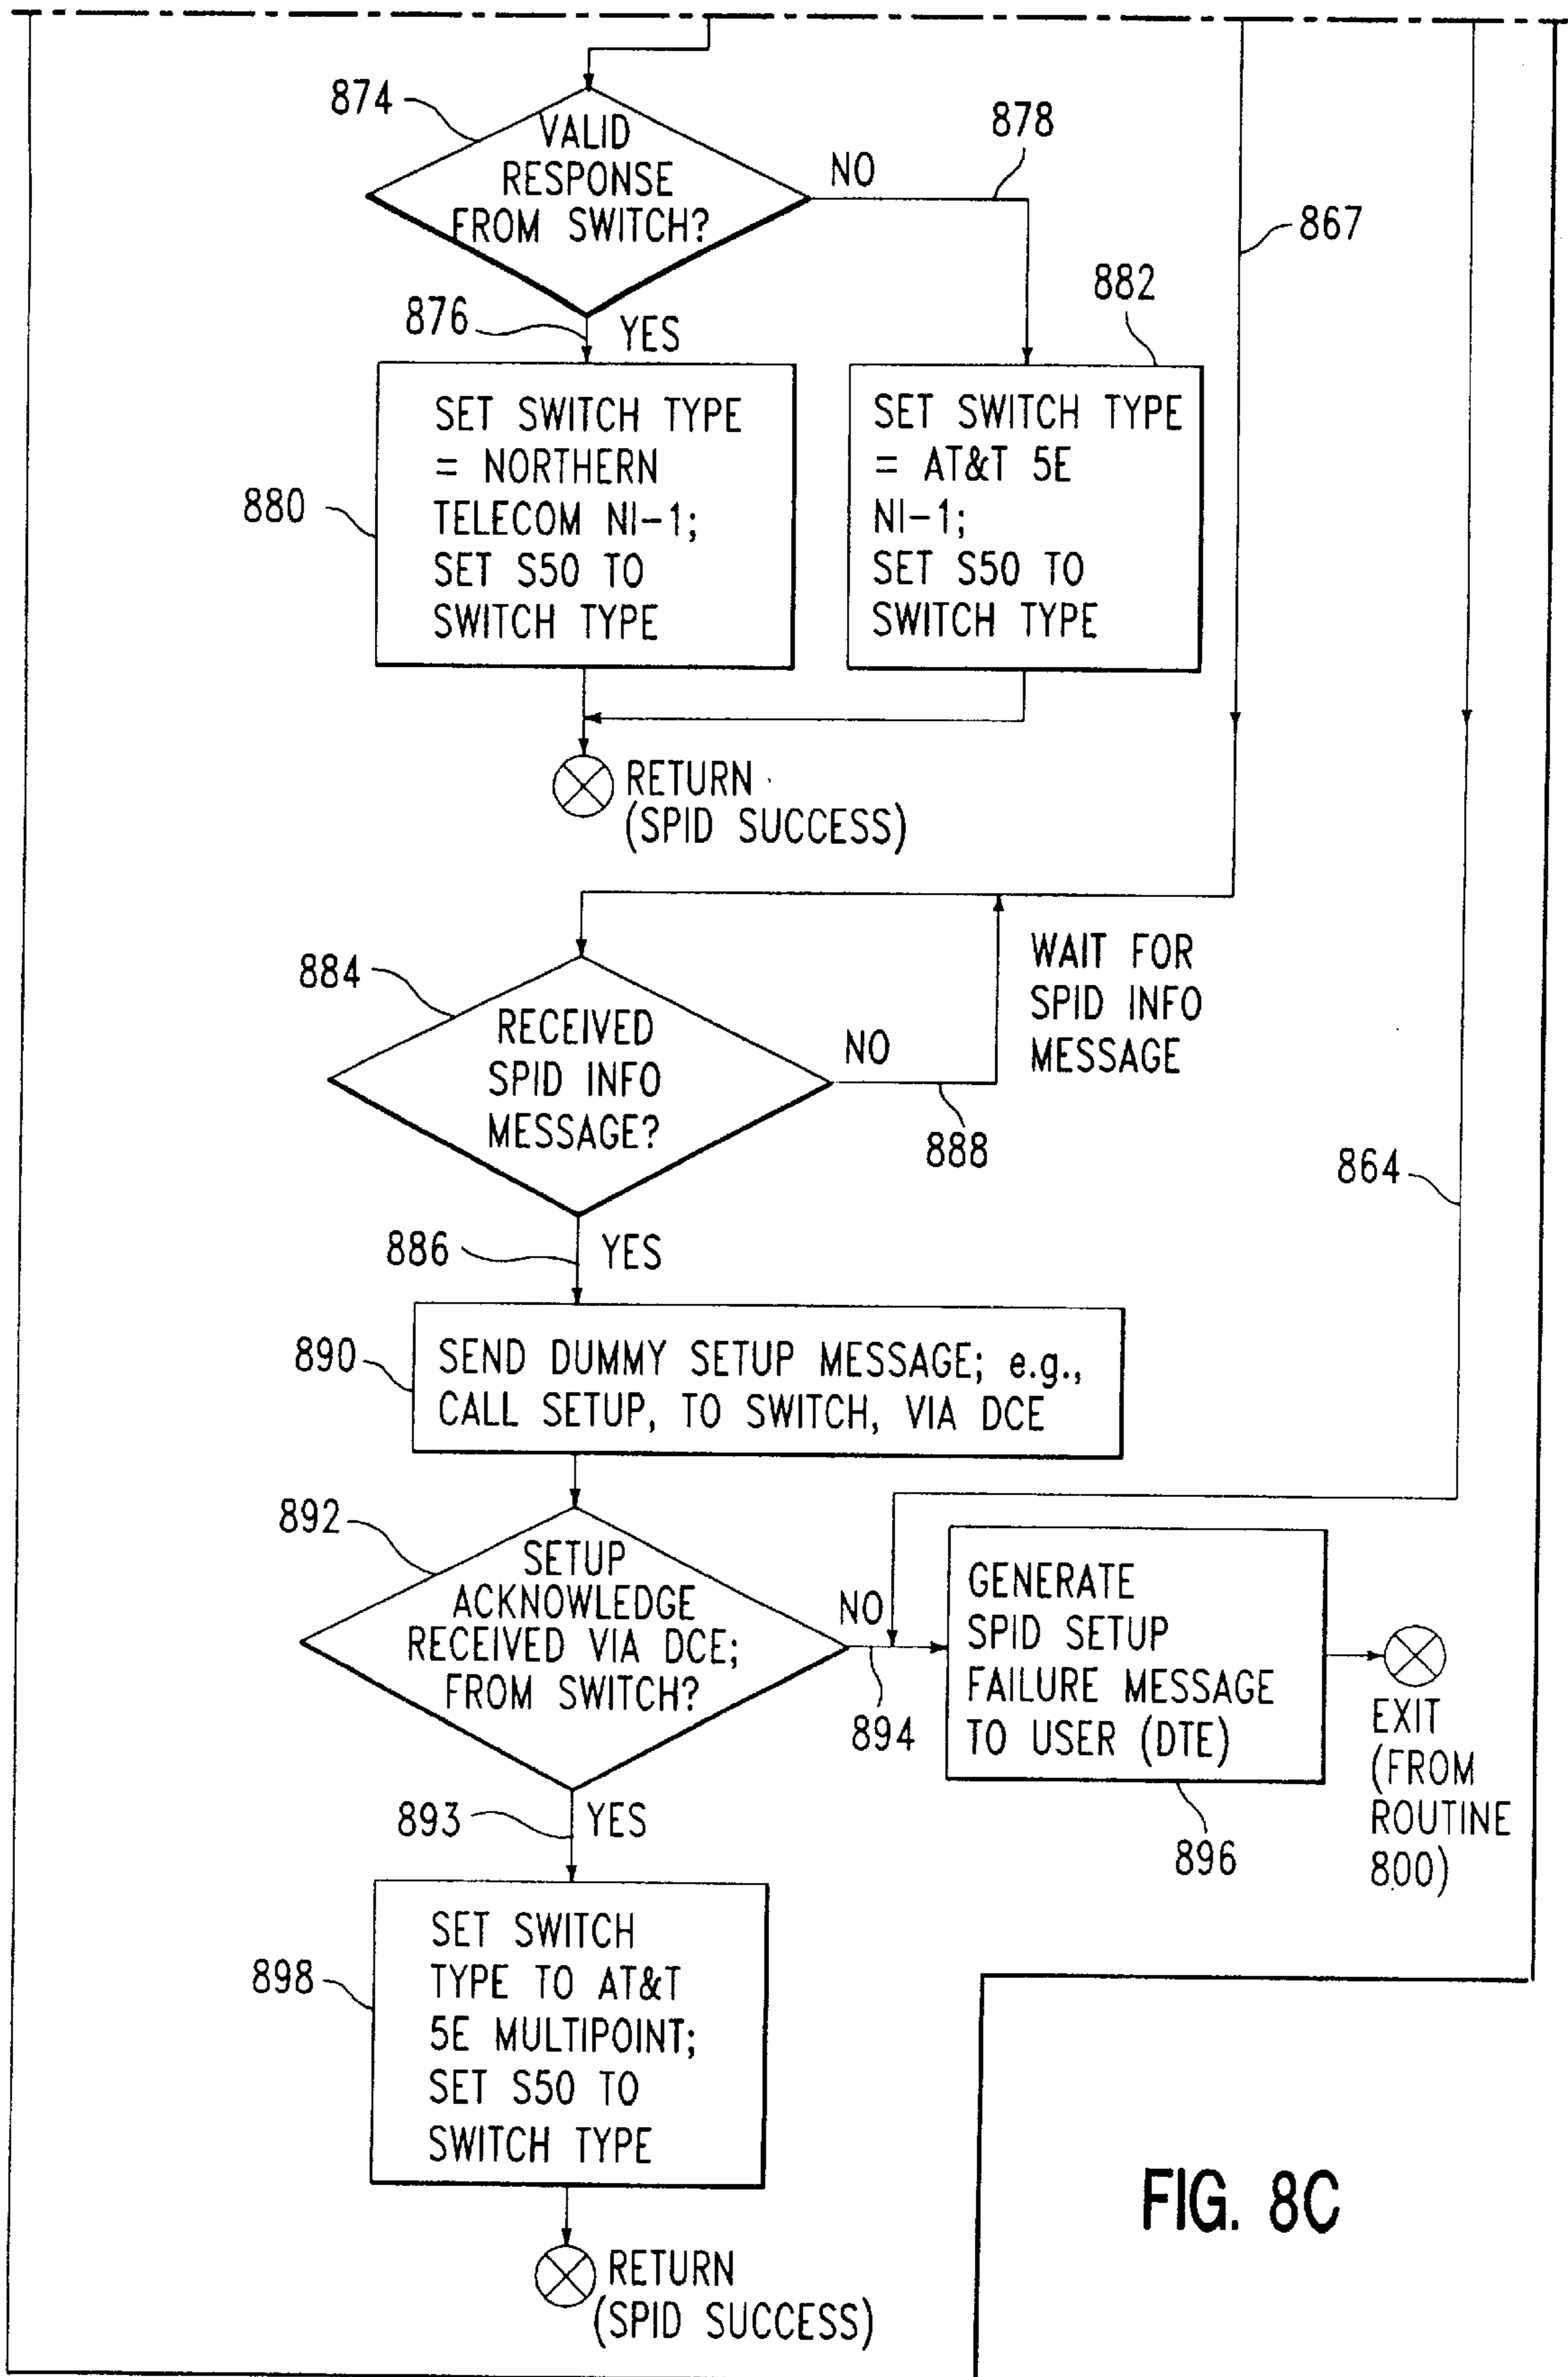 874
VALID
RESPONSE
FROM SWITCH?
NO
878
867
876
YES
882
SET SWITCH TYPE
= NORTHERN
TELECOM NI-1;
SET S50 TO
SWITCH TYPE
880
SET SWITCH TYPE
= AT&T 5E
NI-1;
SET S50 TO
SWITCH TYPE
RETURN
(SPID SUCCESS)
884
RECEIVED
SPID INFO
MESSAGE?
NO
888
WAIT FOR
SPID INFO
MESSAGE
864
886
YES
890
SEND DUMMY SETUP MESSAGE; e.g.,
CALL SETUP, TO SWITCH, VIA DCE
892
SETUP
ACKNOWLEDGE
RECEIVED VIA DCE;
FROM SWITCH?
NO
894
GENERATE
SPID SETUP
FAILURE MESSAGE
TO USER (DTE)
896
EXIT
(FROM
ROUTINE
800)
893
YES
898
SET SWITCH
TYPE TO AT&T
5E MULTIPOINT;
SET S50 TO
SWITCH TYPE
RETURN
(SPID SUCCESS)
FIG. 8C